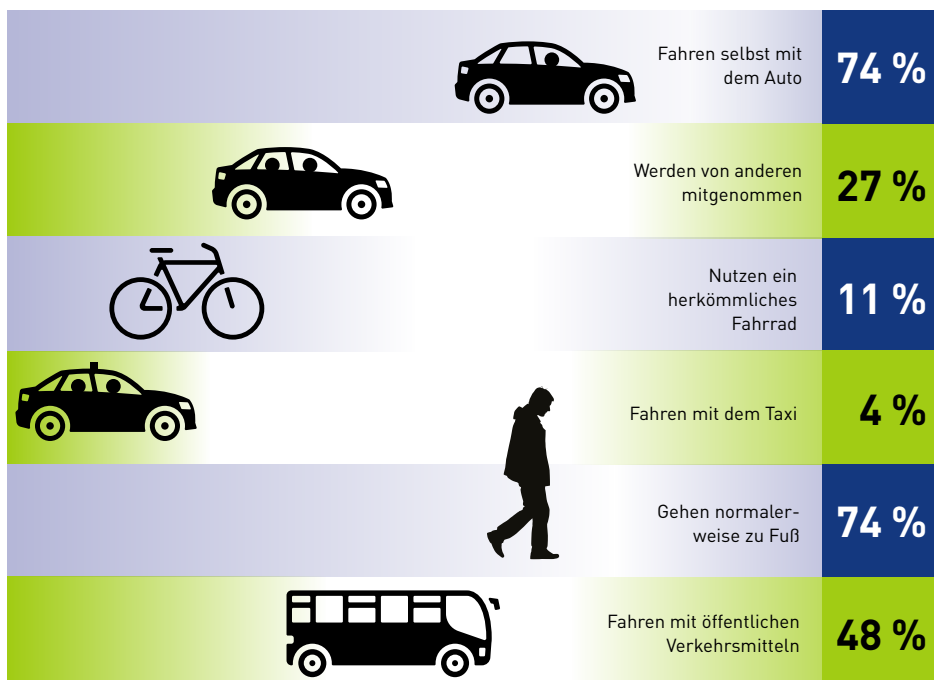 Fahren selbst mit
dem Auto
74 %
Werden von anderen
mitgenommen
27 %
Nutzen ein
herkömmliches
Fahrrad
11 %
Fahren mit dem Taxi
4 %
Gehen normaler-
weise zu Fuß
74 %
Fahren mit öffentlichen
Verkehrsmitteln
48 %